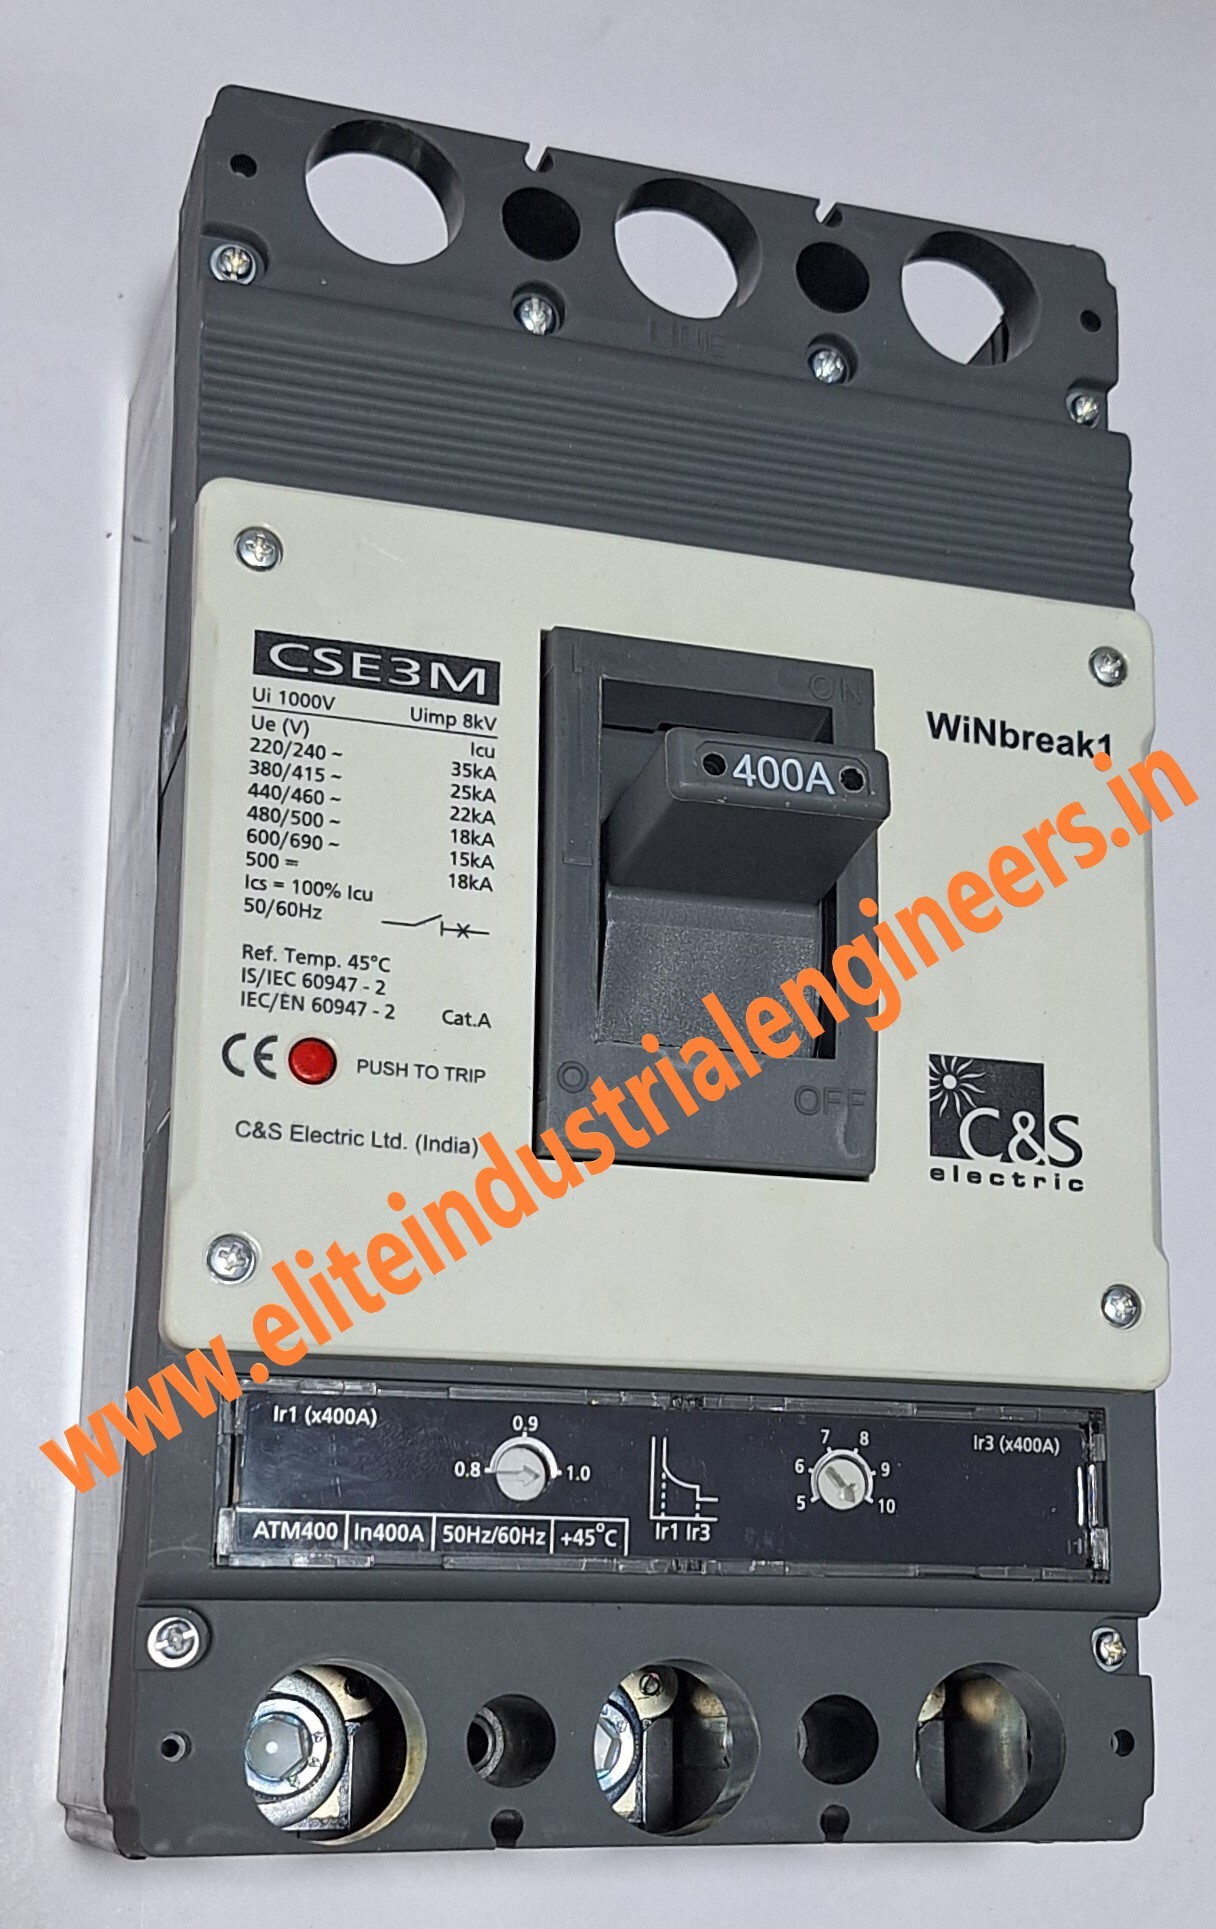 LINE
CSE3M
Ui 1000V Uimp 8kV
Ue (V) Icu
220/240 ~ 35kA
380/415 ~ 25kA
440/460 ~ 22kA
480/500 ~ 18kA
600/690 ~ 15kA
500 = 18kA
Ics = 100% Icu
50/60Hz
Ref. Temp. 45°C
IS/IEC 60947 - 2
IEC/EN 60947 - 2 Cat.A
CE PUSH TO TRIP
C&S Electric Ltd. (India)
I ON
400A
O OFF
WiNbreak1
C&S
electric
www.eliteindustrialengineers.in
Ir1 (x400A)
0.8 0.9 1.0
Ir1 Ir3
5 6 7 8 9 10
Ir3 (x400A)
ATM400 In400A 50Hz/60Hz +45°C